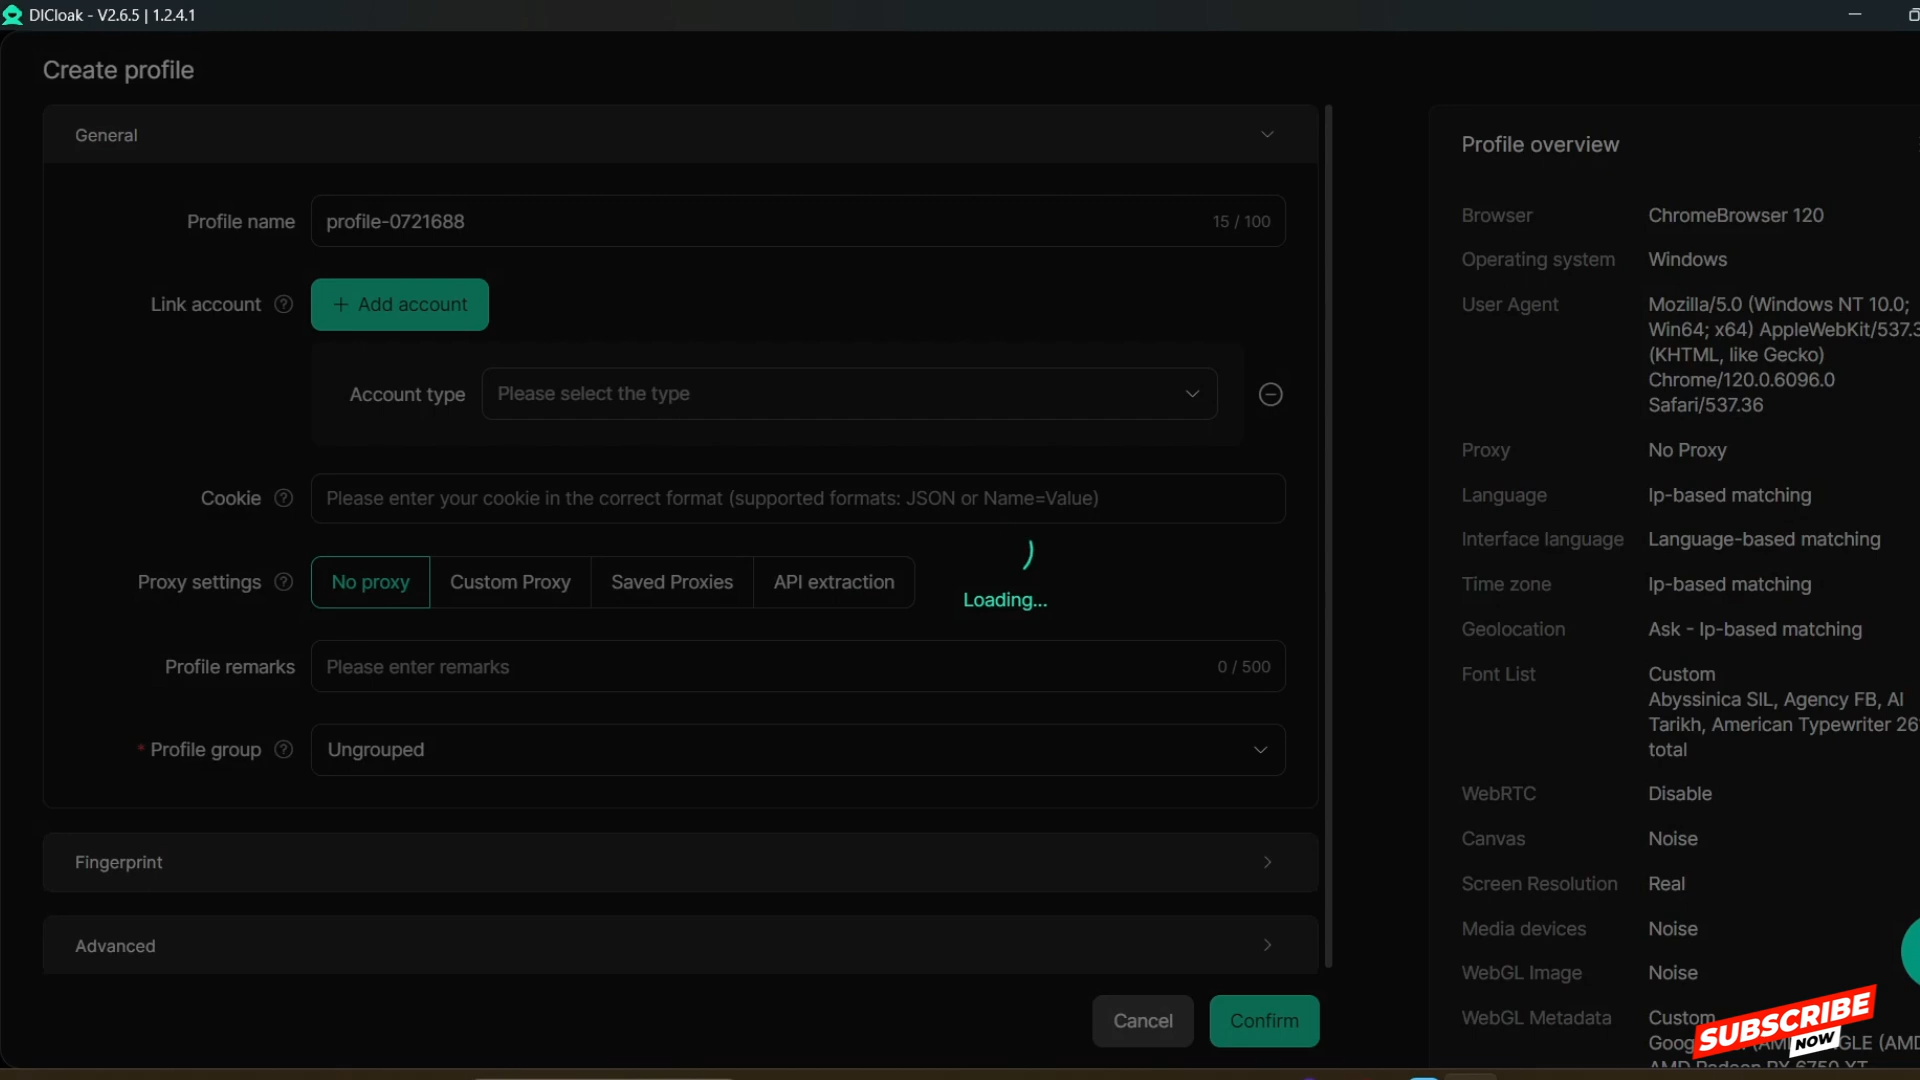 DICloak - V2.6.5 | 1.2.4.1
Create profile
General
Profile name
profile-0721688
15 / 100
Link account
+ Add account
Account type
Please select the type
Cookie
Please enter your cookie in the correct format (supported formats: JSON or Name=Value)
Proxy settings
No proxy
Custom Proxy
Saved Proxies
API extraction
Loading...
Profile remarks
Please enter remarks
0 / 500
* Profile group
Ungrouped
Fingerprint
Advanced
Cancel
Confirm
Profile overview
Browser
ChromeBrowser 120
Operating system
Windows
User Agent
Mozilla/5.0 (Windows NT 10.0;
Win64; x64) AppleWebKit/537.3
(KHTML, like Gecko)
Chrome/120.0.6096.0
Safari/537.36
Proxy
No Proxy
Language
Ip-based matching
Interface language
Language-based matching
Time zone
Ip-based matching
Geolocation
Ask - Ip-based matching
Font List
Custom
Abyssinica SIL, Agency FB, Al
Tarikh, American Typewriter 26
total
WebRTC
Disable
Canvas
Noise
Screen Resolution
Real
Media devices
Noise
WebGL Image
Noise
WebGL Metadata
Custom
SUBSCRIBE
NOW